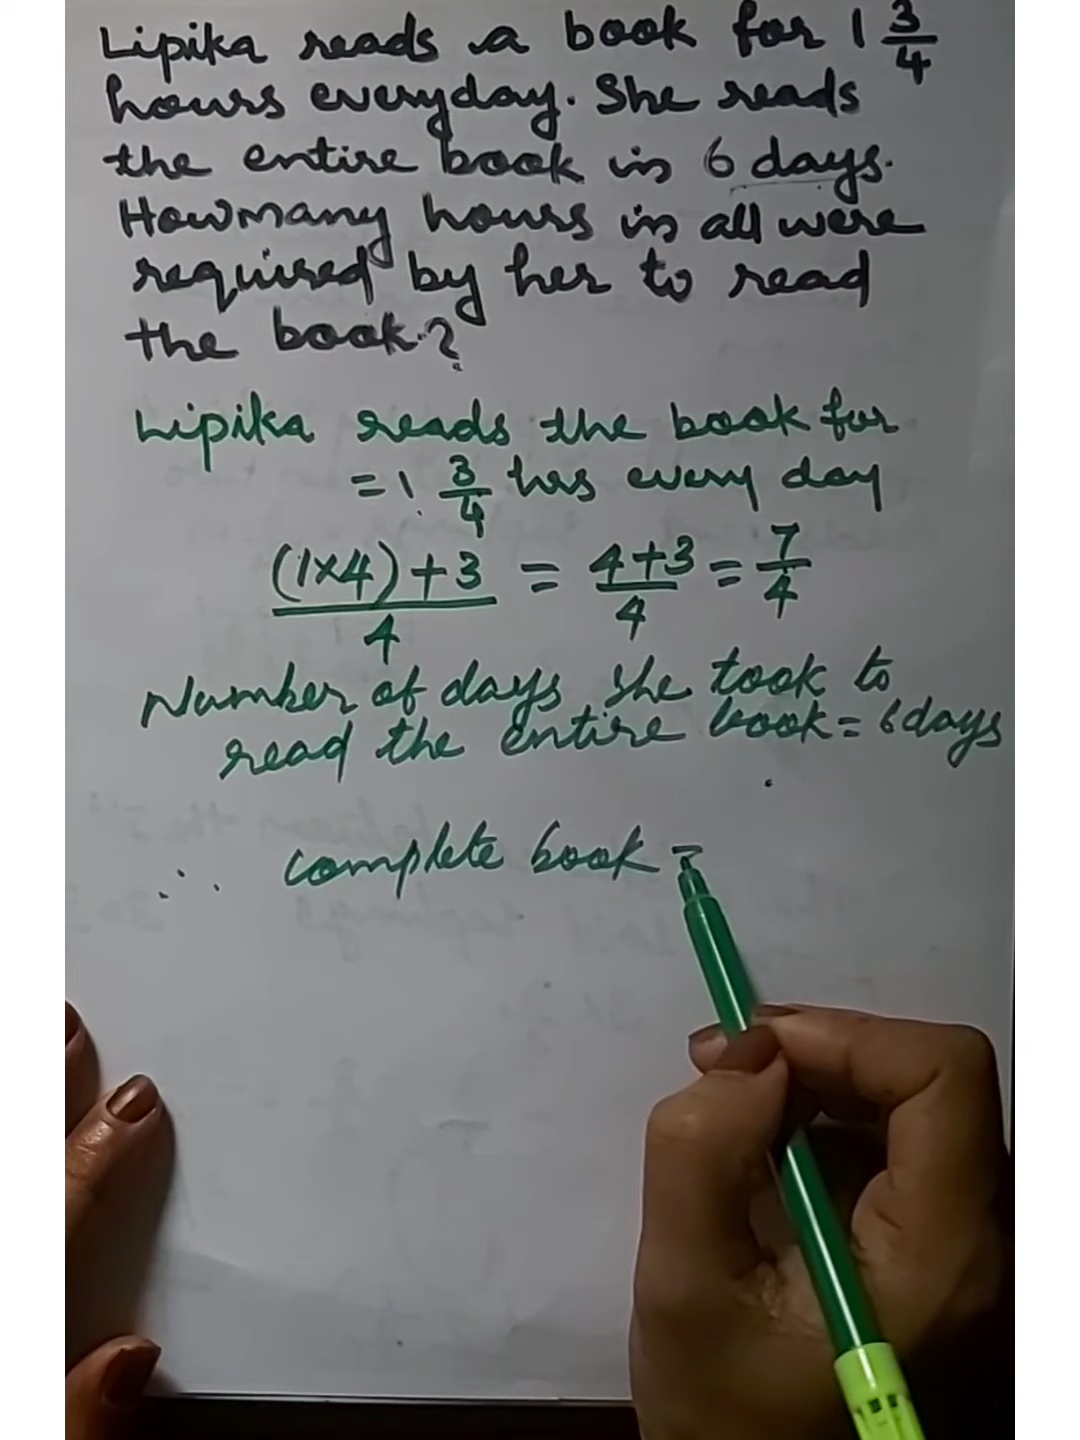 Lipika reads a book for 1 3/4
hours everyday. She reads
the entire book in 6 days.
How many hours in all were
required by her to read
the book?
Lipika reads the book for
= 1 3/4 hrs every day
(1×4)+3/4 = 4+3/4 = 7/4
Number of days she took to
read the entire book = 6 days
∴ complete book =